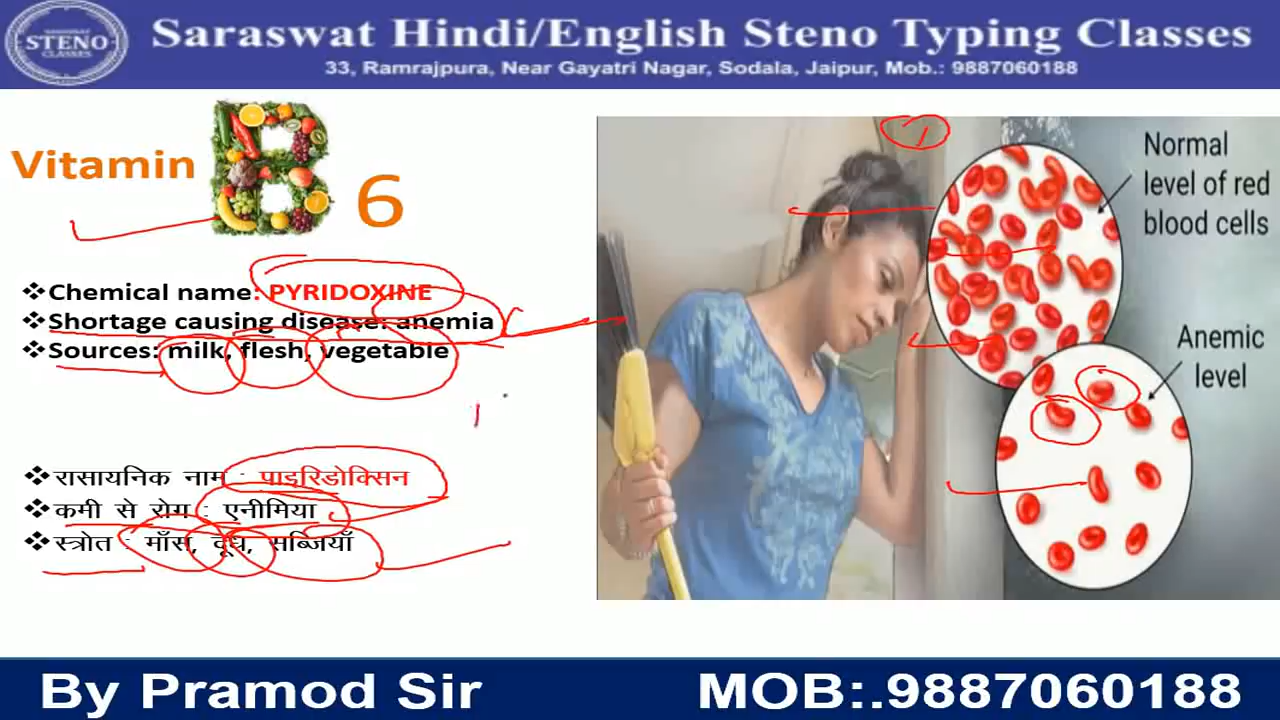 SARASWAT
STENO
CLASSES
Saraswat Hindi/English Steno Typing Classes
33, Ramrajpura, Near Gayatri Nagar, Sodala, Jaipur, Mob.: 9887060188
Vitamin B 6
❖Chemical name: PYRIDOXINE
❖Shortage causing disease: anemia
❖Sources: milk, flesh, vegetable
❖रासायनिक नाम : पाइरिडोक्सिन
❖कमी से रोग : एनीमिया
❖स्त्रोत : माँस, दूध, सब्जियाँ
Normal
level of red
blood cells
Anemic
level
By Pramod Sir
MOB:.9887060188